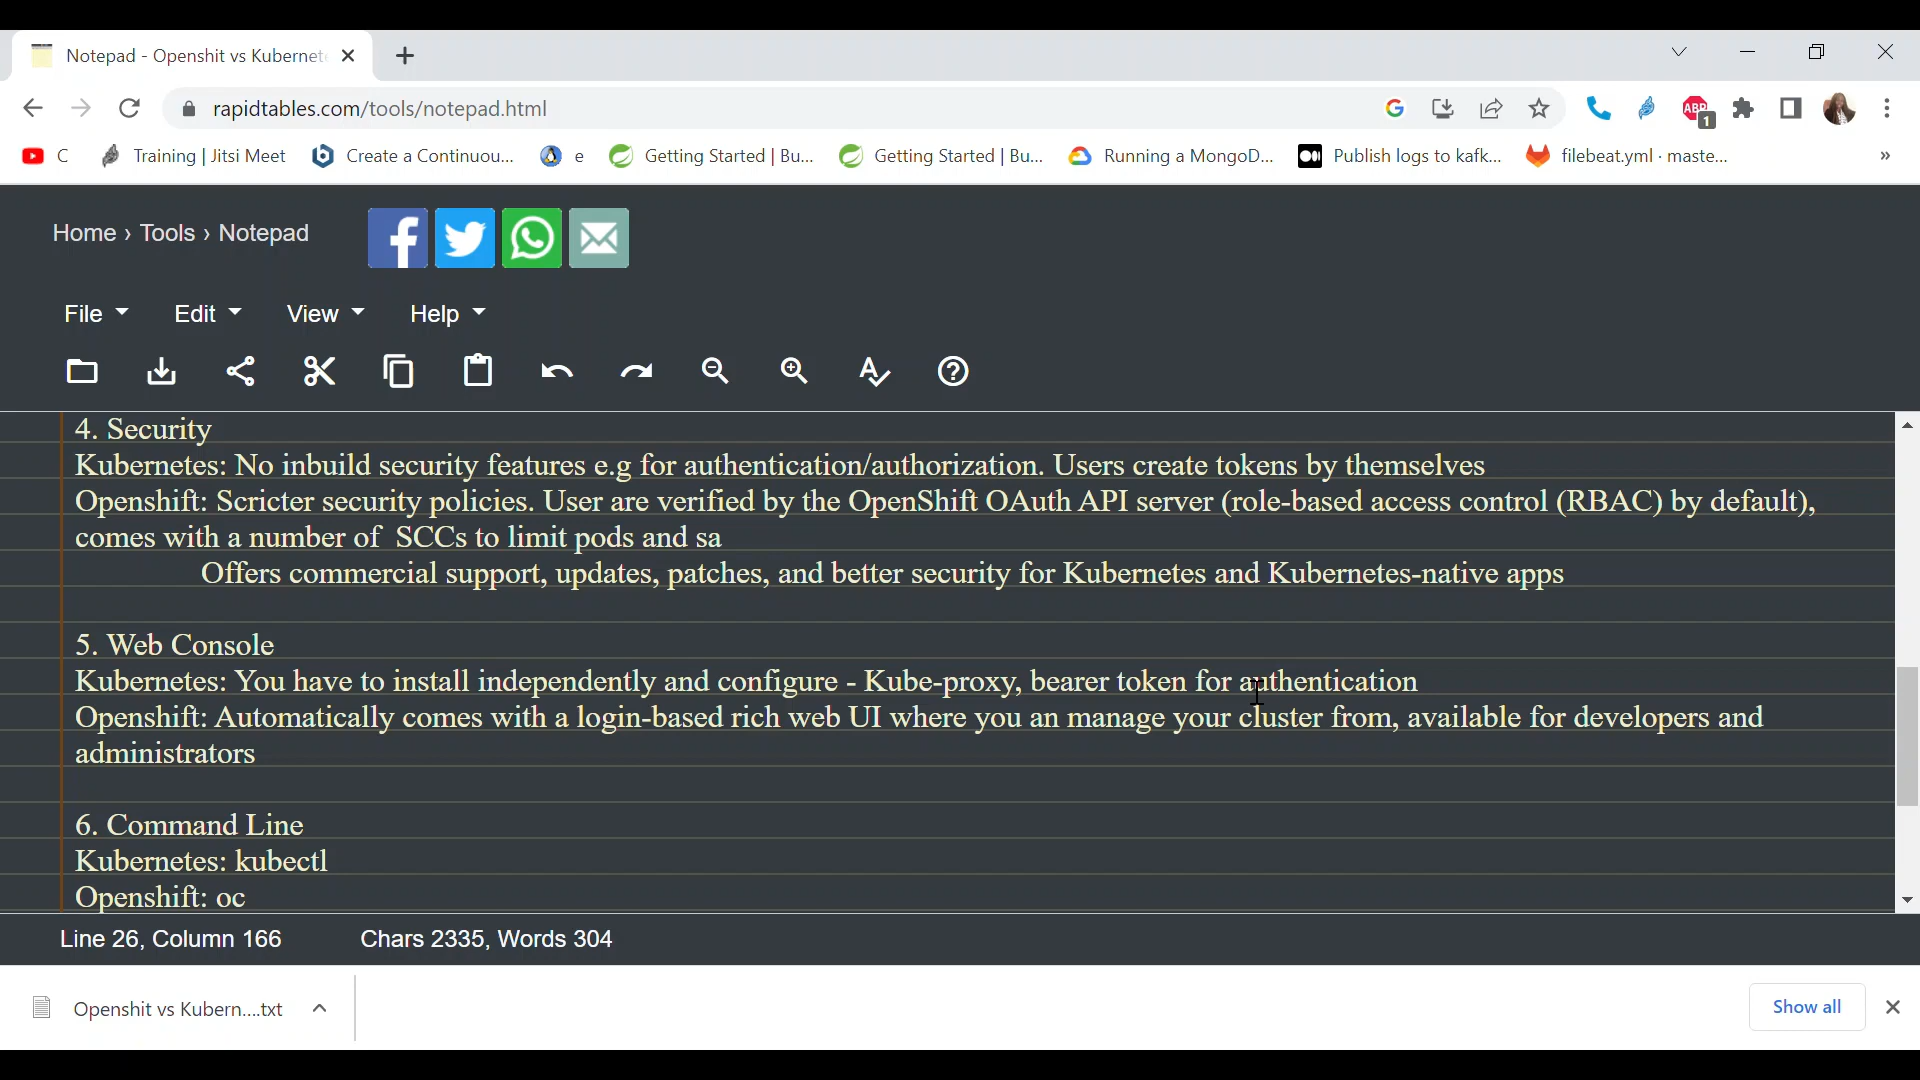 Notepad - Openshit vs Kubernet
rapidtables.com/tools/notepad.html
ABP
1
C
Training | Jitsi Meet
Create a Continuou...
e
Getting Started | Bu...
Getting Started | Bu...
Running a MongoD...
Publish logs to kafk...
filebeat.yml · maste...
»
Home › Tools › Notepad
File
Edit
View
Help
4. Security
Kubernetes: No inbuild security features e.g for authentication/authorization. Users create tokens by themselves
Openshift: Scricter security policies. User are verified by the OpenShift OAuth API server (role-based access control (RBAC) by default),
comes with a number of SCCs to limit pods and sa
Offers commercial support, updates, patches, and better security for Kubernetes and Kubernetes-native apps
5. Web Console
Kubernetes: You have to install independently and configure - Kube-proxy, bearer token for authentication
Openshift: Automatically comes with a login-based rich web UI where you an manage your cluster from, available for developers and
administrators
6. Command Line
Kubernetes: kubectl
Openshift: oc
Line 26, Column 166
Chars 2335, Words 304
Openshit vs Kubern....txt
Show all